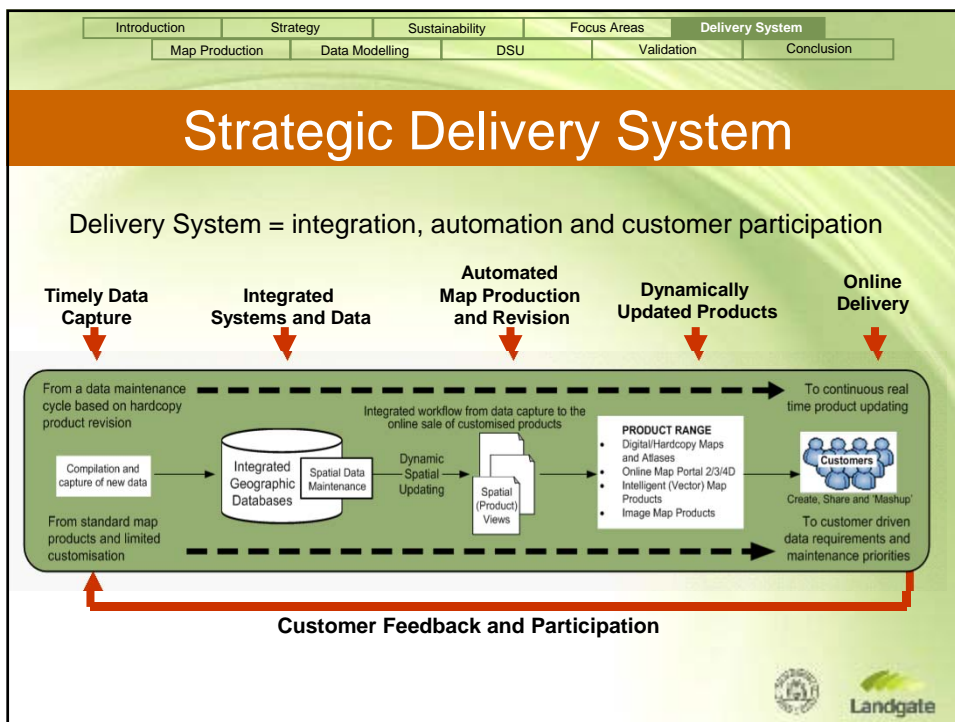 Introduction Strategy Sustainability Focus Areas Delivery System
Map Production Data Modelling DSU Validation Conclusion
Strategic Delivery System
Delivery System = integration, automation and customer participation
Timely Data
Capture
Integrated
Systems and Data
Automated
Map Production
and Revision
Dynamically
Updated Products
Online
Delivery
From a data maintenance
cycle based on hardcopy
product revision
To continuous real
time product updating
Integrated workflow from data capture to the
online sale of customised products
Compilation and
capture of new data
Integrated
Geographic
Databases
Spatial Data
Maintenance
Dynamic
Spatial
Updating
Spatial
(Product)
Views
PRODUCT RANGE
• Digital/Hardcopy Maps
and Atlases
• Online Map Portal 2/3/4D
• Intelligent (Vector) Map
Products
• Image Map Products
Customers
Create, Share and 'Mashup'
From standard map
products and limited
customisation
To customer driven
data requirements and
maintenance priorities
Customer Feedback and Participation
Landgate